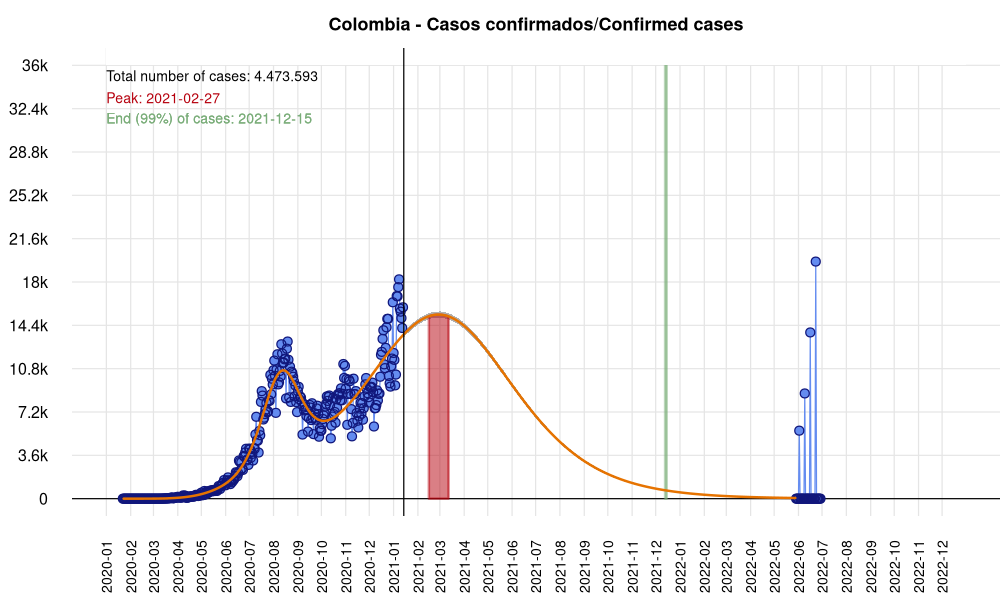 Colombia - Casos confirmados/Confirmed cases
Total number of cases: 4.473.593
Peak: 2021-02-27
End (99%) of cases: 2021-12-15
36k
32.4k
28.8k
25.2k
21.6k
18k
14.4k
10.8k
7.2k
3.6k
0
2020-01
2020-02
2020-03
2020-04
2020-05
2020-06
2020-07
2020-08
2020-09
2020-10
2020-11
2020-12
2021-01
2021-03
2021-04
2021-05
2021-06
2021-07
2021-08
2021-09
2021-10
2021-11
2021-12
2022-01
2022-02
2022-03
2022-04
2022-05
2022-06
2022-07
2022-08
2022-09
2022-10
2022-11
2022-12